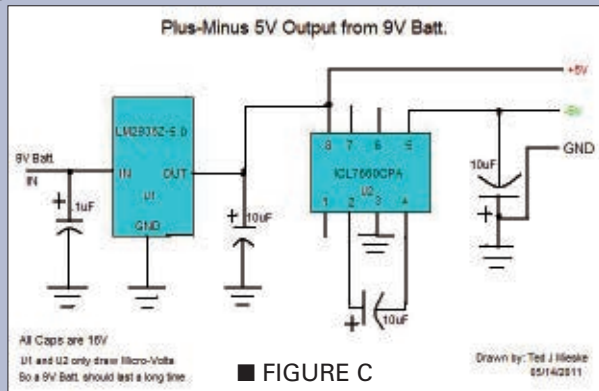 Plus-Minus 5V Output from 9V Batt.
+5V
-5V
GND
LM2936Z-5.0
IN OUT
U1
GND
9V Batt.
IN
+
.1uF
+
10uF
8 7 6 5
ICL7660CPA
U2
1 2 3 4
+
10uF
10uF
+
All Caps are 16V
U1 and U2 only draw Micro-Volts
So a 9V Batt. should last a long time
■ FIGURE C
Drawn by: Ted J Mieske
05/14/2011